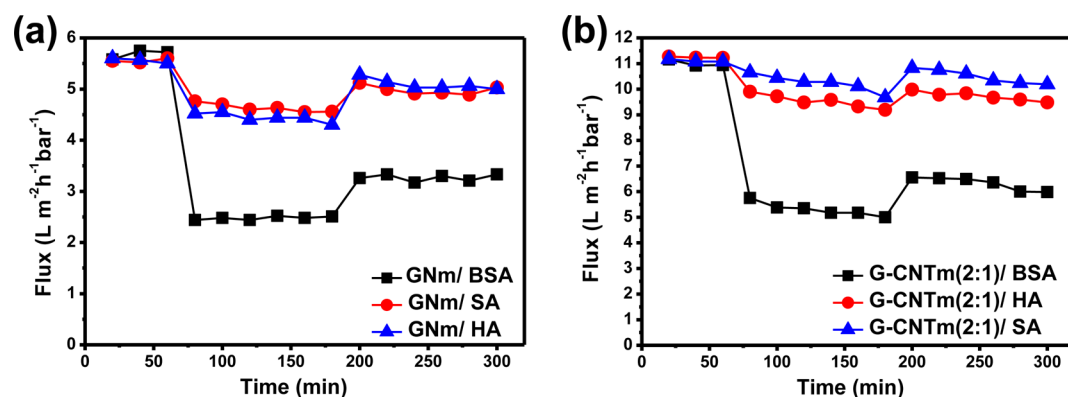 (a)
Flux (L m⁻²h⁻¹bar⁻¹)
6
5
4
3
2
1
0
GNm/ BSA
GNm/ SA
GNm/ HA
0 50 100 150 200 250 300
Time (min)
(b)
Flux (L m⁻²h⁻¹bar⁻¹)
12
11
10
9
8
7
6
5
4
3
2
1
0
G-CNTm(2:1)/ BSA
G-CNTm(2:1)/ HA
G-CNTm(2:1)/ SA
0 50 100 150 200 250 300
Time (min)